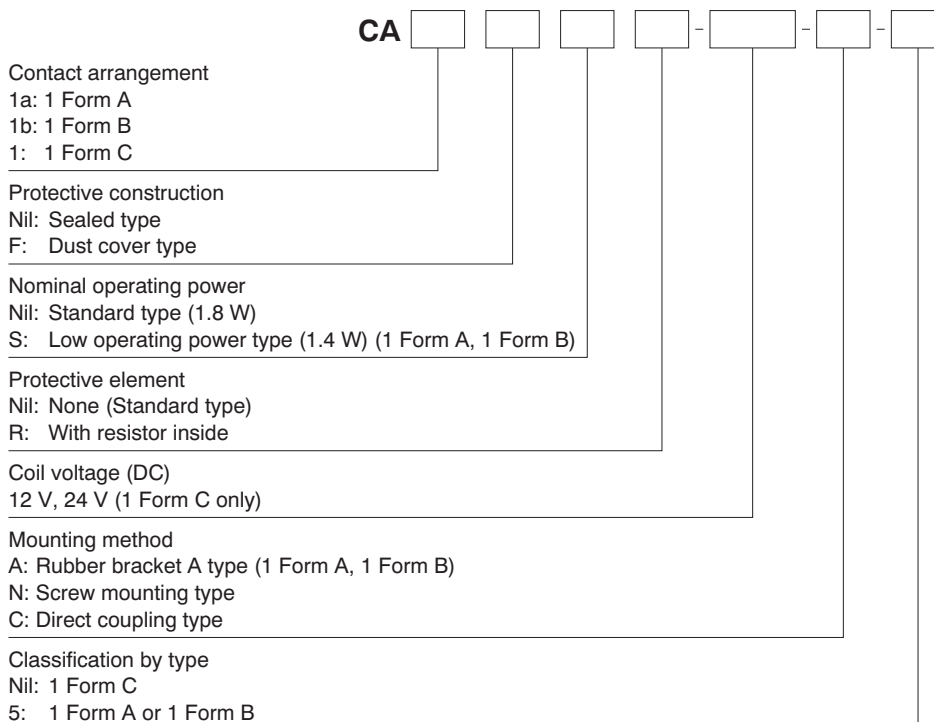 CA - - -
Contact arrangement
1a: 1 Form A
1b: 1 Form B
1: 1 Form C
Protective construction
Nil: Sealed type
F: Dust cover type
Nominal operating power
Nil: Standard type (1.8 W)
S: Low operating power type (1.4 W) (1 Form A, 1 Form B)
Protective element
Nil: None (Standard type)
R: With resistor inside
Coil voltage (DC)
12 V, 24 V (1 Form C only)
Mounting method
A: Rubber bracket A type (1 Form A, 1 Form B)
N: Screw mounting type
C: Direct coupling type
Classification by type
Nil: 1 Form C
5: 1 Form A or 1 Form B